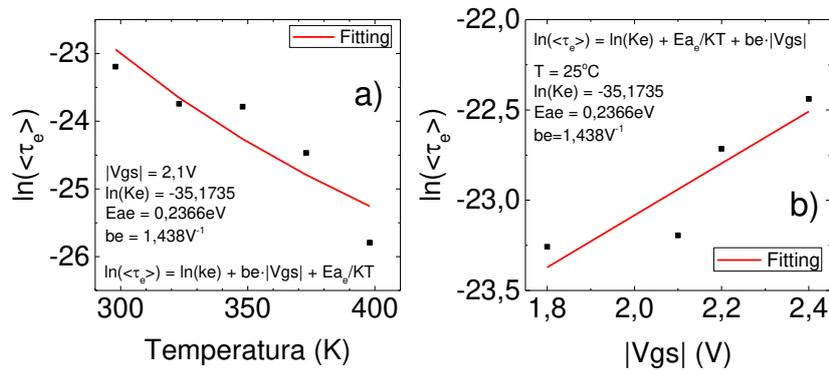 a)
ln(<τe>)
-23
-24
-25
-26
Fitting
|Vgs| = 2,1V
ln(Ke) = -35,1735
Eae = 0,2366eV
be = 1,438V⁻¹
ln(<τe>) = ln(ke) + be·|Vgs| + Eae/KT
300
350
400
Temperatura (K)
b)
ln(<τe>)
-22,0
-22,5
-23,0
-23,5
ln(<τe>) = ln(Ke) + Eae/KT + be·|Vgs|
T = 25°C
ln(Ke) = -35,1735
Eae = 0,2366eV
be=1,438V⁻¹
Fitting
1,8
2,0
2,2
2,4
|Vgs| (V)